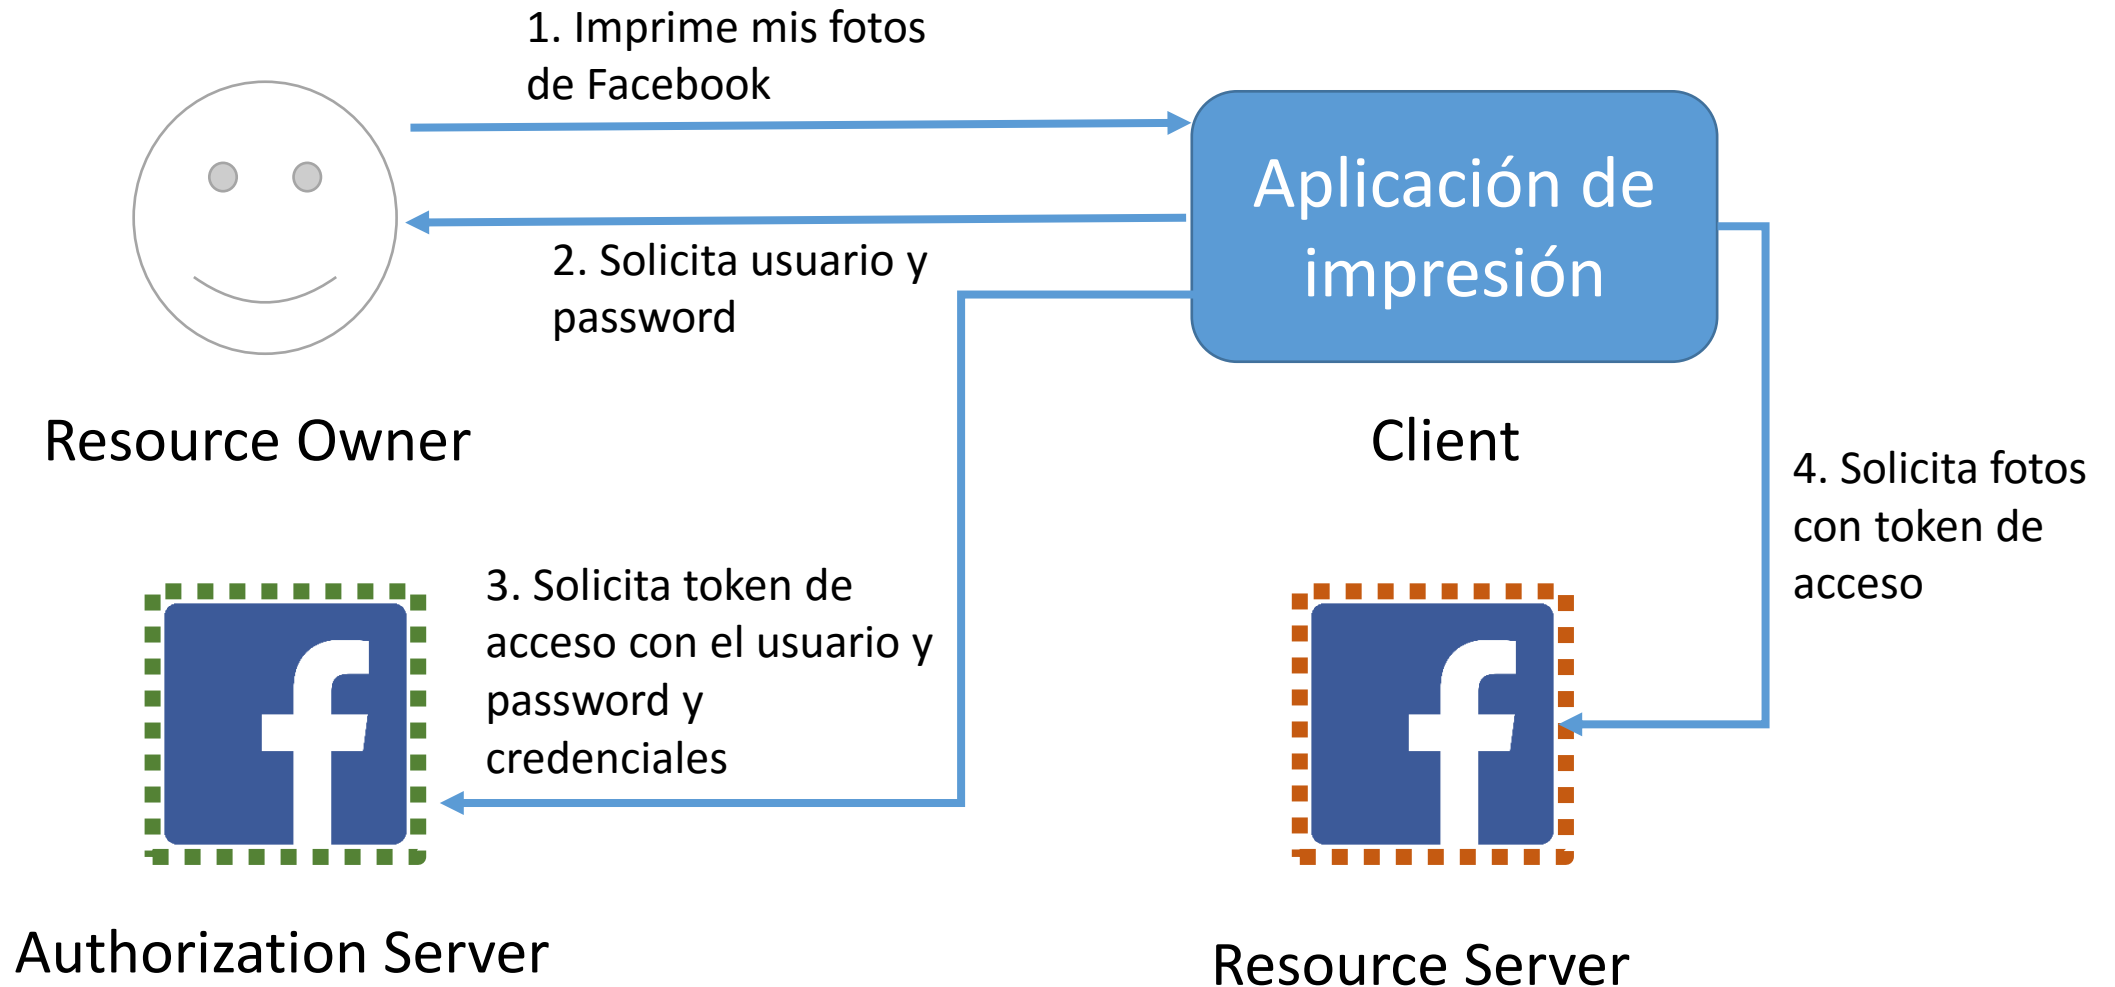 1. Imprime mis fotos
de Facebook
Aplicación de
impresión
2. Solicita usuario y
password
Resource Owner
Client
4. Solicita fotos
con token de
acceso
3. Solicita token de
acceso con el usuario y
password y
credenciales
Authorization Server
Resource Server